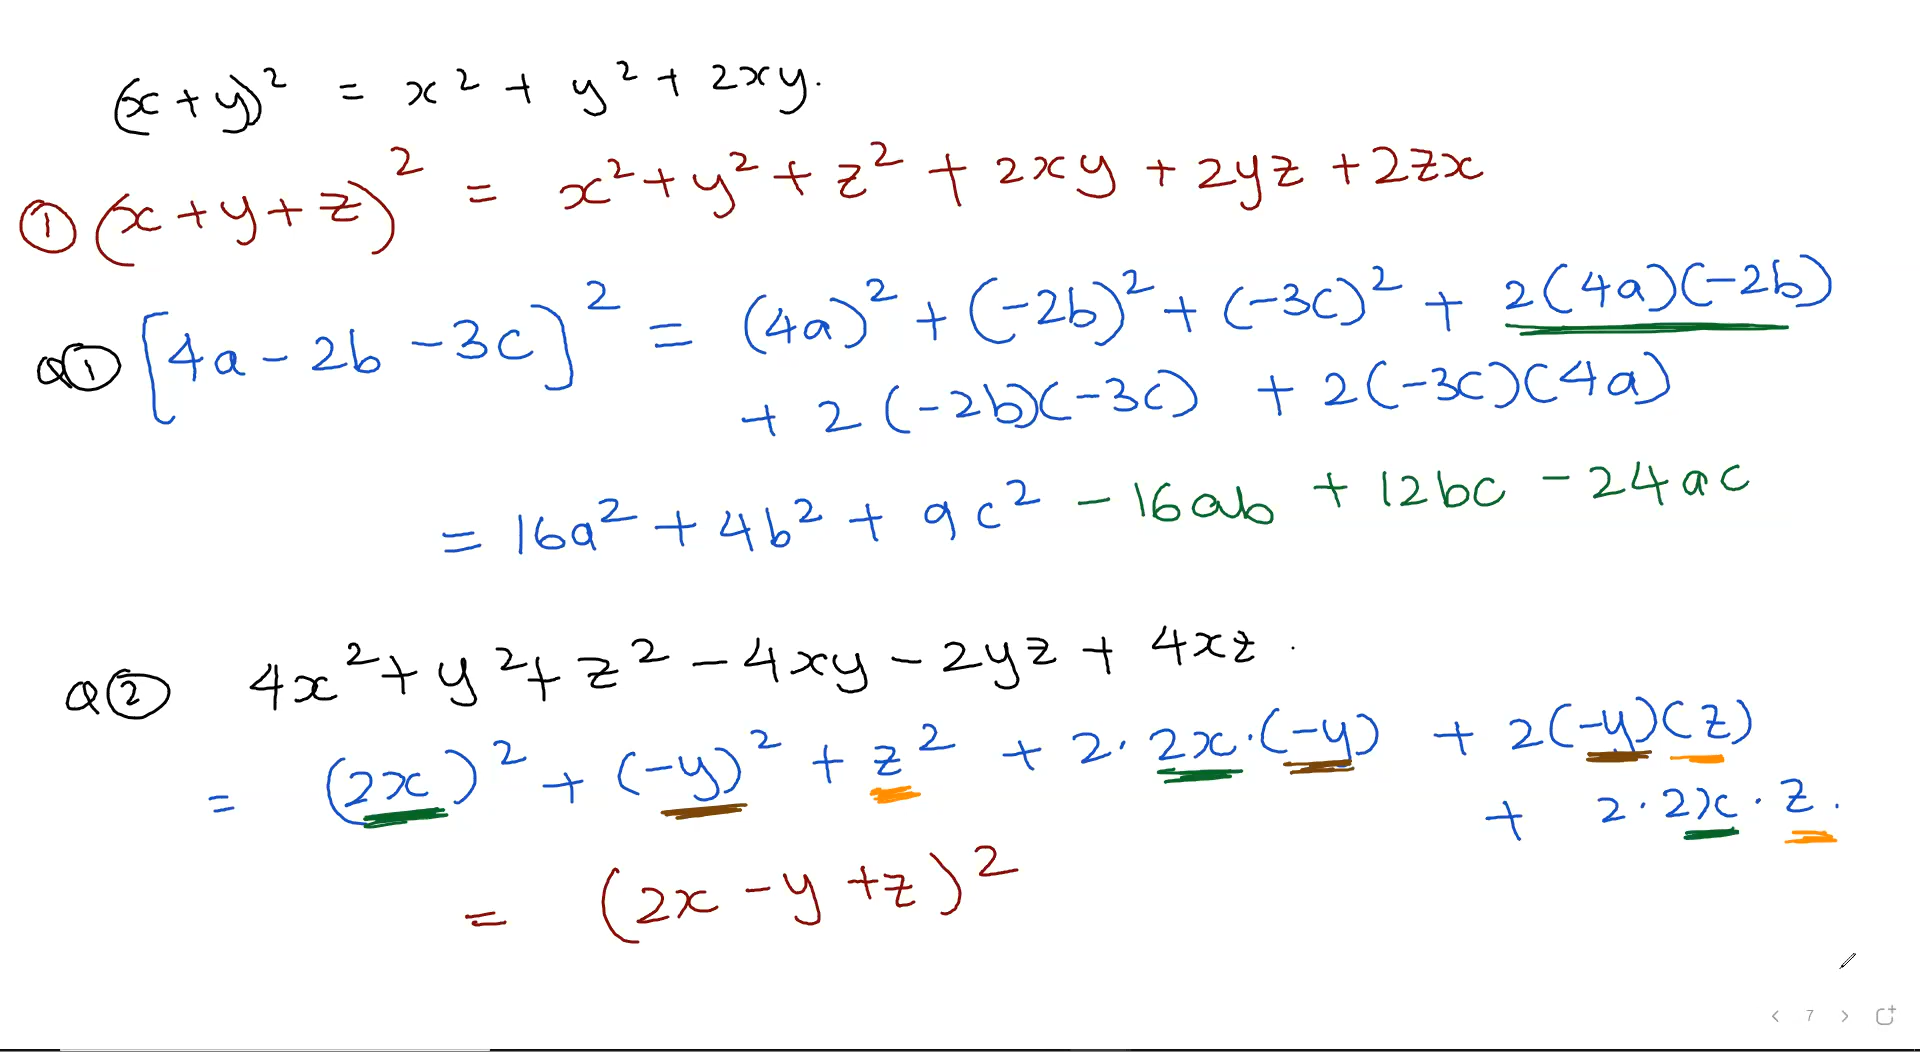 (x+y)² = x² + y² + 2xy.
① (x+y+z)² = x² + y² + z² + 2xy + 2yz + 2zx
Q① [4a - 2b - 3c]² = (4a)² + (-2b)² + (-3c)² + 2(4a)(-2b)
+ 2(-2b)(-3c) + 2(-3c)(4a)
= 16a² + 4b² + 9c² - 16ab + 12bc - 24ac
Q② 4x² + y² + z² - 4xy - 2yz + 4xz.
= (2x)² + (-y)² + z² + 2·2x·(-y) + 2(-y)(z)
+ 2·2x·z.
= (2x - y + z)²
7